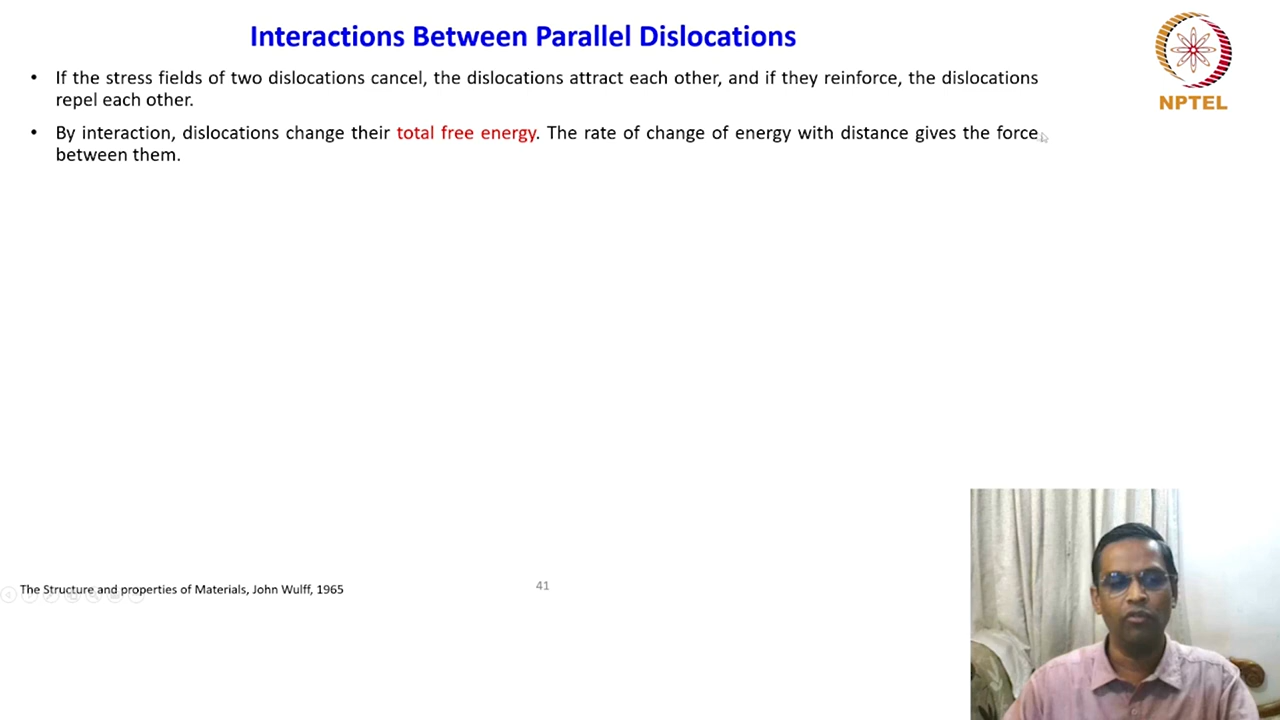 Interactions Between Parallel Dislocations
• If the stress fields of two dislocations cancel, the dislocations attract each other, and if they reinforce, the dislocations
repel each other.
• By interaction, dislocations change their total free energy. The rate of change of energy with distance gives the force
between them.
NPTEL
The Structure and properties of Materials, John Wulff, 1965
41